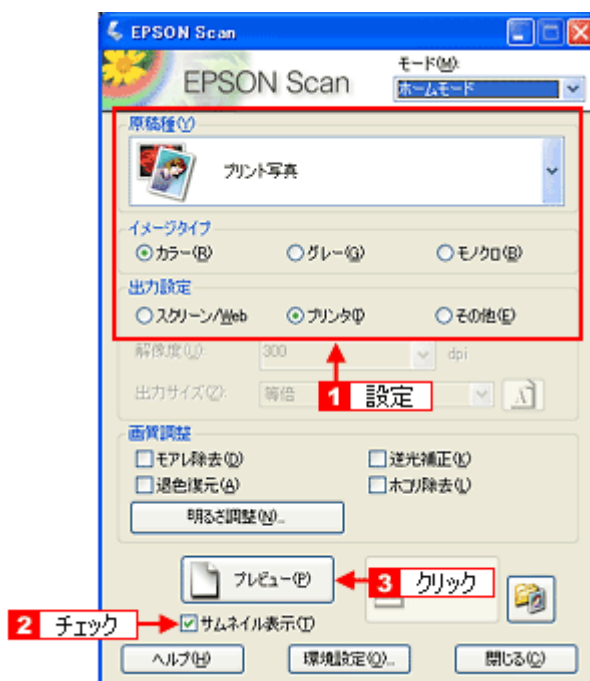 EPSON Scan
EPSON Scan
モード(M):
ホームモード
原稿種(Y)
プリント写真
イメージタイプ
カラー(R) グレー(G) モノクロ(B)
出力設定
スクリーン/Web プリンタ(I) その他(E)
解像度(U): 300 dpi
出力サイズ(Z): 等倍
1 設定
画質調整
モアレ除去(D) 逆光補正(K)
退色復元(A) ホコリ除去(L)
明るさ調整(N)...
プレビュー(P)
3 クリック
2 チェック
サムネイル表示(T)
ヘルプ(H) 環境設定(O)... 閉じる(C)